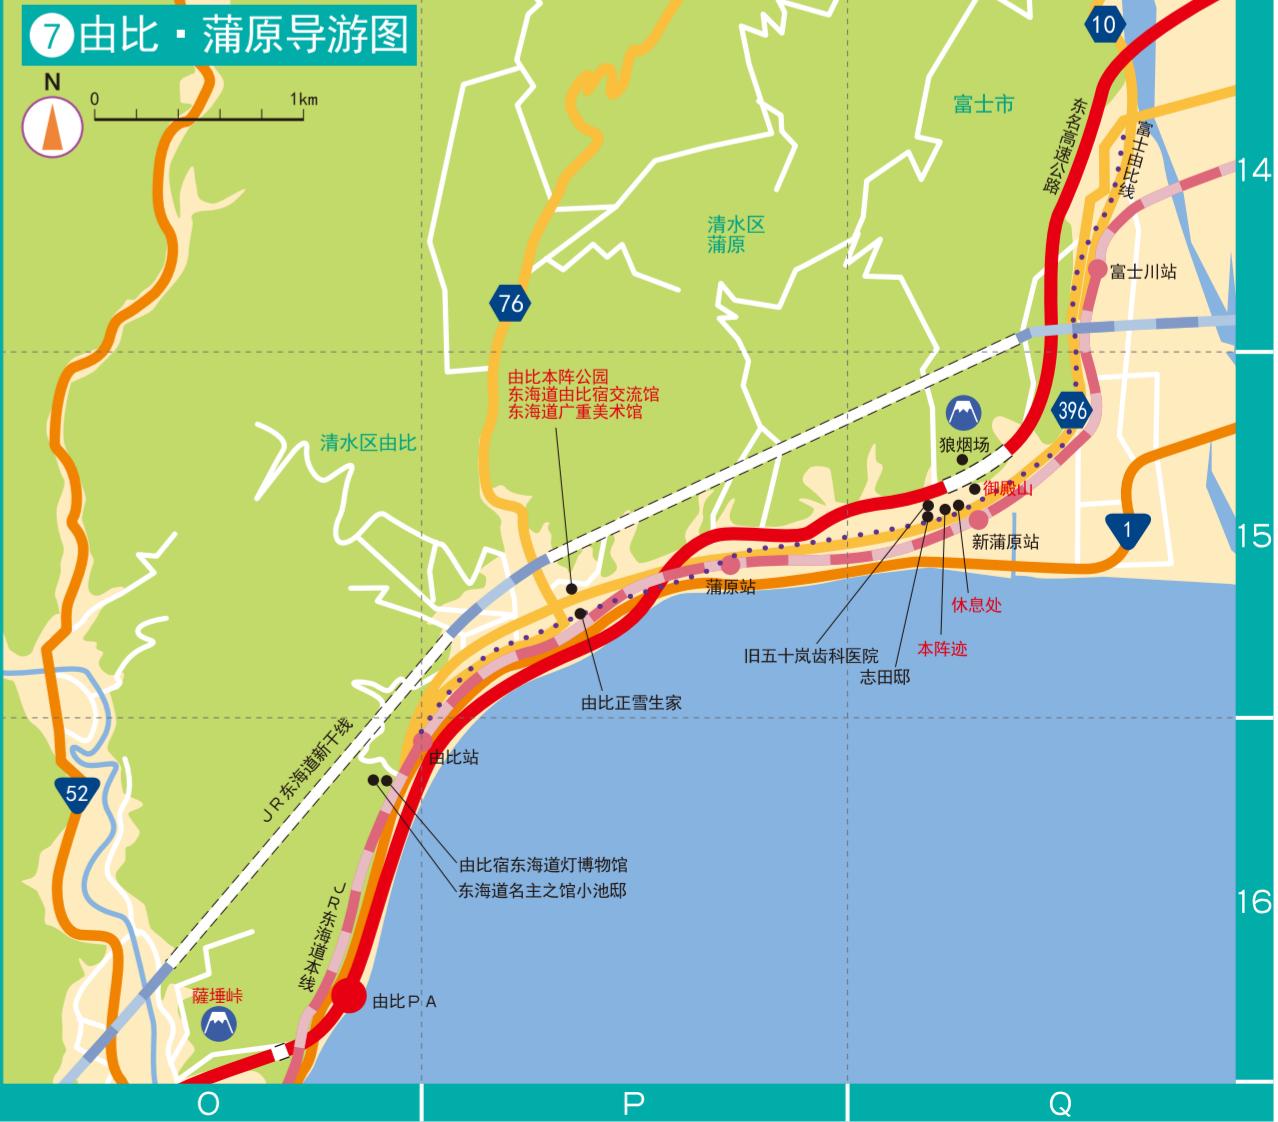 7 由比・蒲原导游图
N
0 1km
10
东名高速公路
富士市
富士由比线
14
清水区
蒲原
富士川站
76
由比本阵公园
东海道由比宿交流馆
东海道广重美术馆
396
清水区由比
狼烟场
御殿山
新蒲原站
1
15
蒲原站
休息处
本阵迹
旧五十岚齿科医院
志田邸
由比正雪生家
由比站
JR东海道新干线
52
由比宿东海道灯博物馆
东海道名主之馆小池邸
JR东海道本线
16
薩埵峠
由比PA
O P Q